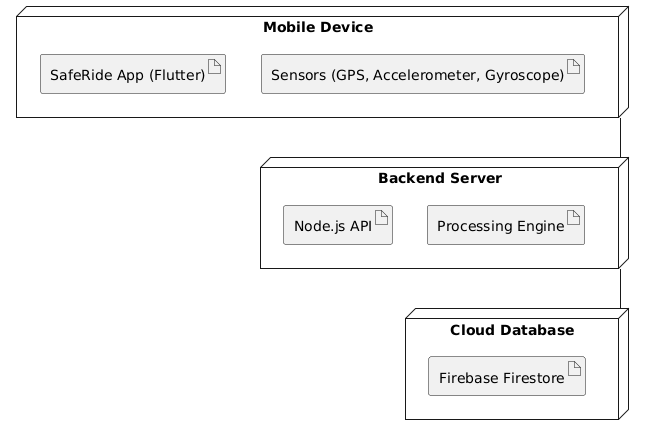 Mobile Device
SafeRide App (Flutter)
Sensors (GPS, Accelerometer, Gyroscope)
Backend Server
Node.js API
Processing Engine
Cloud Database
Firebase Firestore